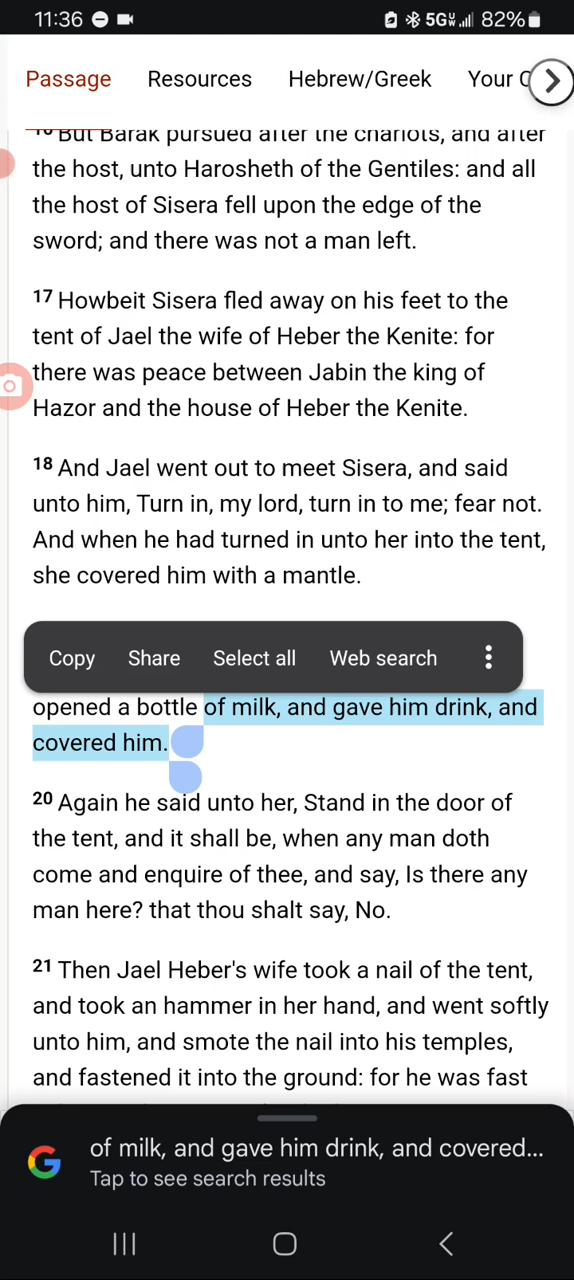 11:36 5G 82%
Passage Resources Hebrew/Greek Your
16 But Barak pursued after the chariots, and after
the host, unto Harosheth of the Gentiles: and all
the host of Sisera fell upon the edge of the
sword; and there was not a man left.
17 Howbeit Sisera fled away on his feet to the
tent of Jael the wife of Heber the Kenite: for
there was peace between Jabin the king of
Hazor and the house of Heber the Kenite.
18 And Jael went out to meet Sisera, and said
unto him, Turn in, my lord, turn in to me; fear not.
And when he had turned in unto her into the tent,
she covered him with a mantle.
Copy Share Select all Web search
opened a bottle of milk, and gave him drink, and
covered him.
20 Again he said unto her, Stand in the door of
the tent, and it shall be, when any man doth
come and enquire of thee, and say, Is there any
man here? that thou shalt say, No.
21 Then Jael Heber's wife took a nail of the tent,
and took an hammer in her hand, and went softly
unto him, and smote the nail into his temples,
and fastened it into the ground: for he was fast
of milk, and gave him drink, and covered...
Tap to see search results